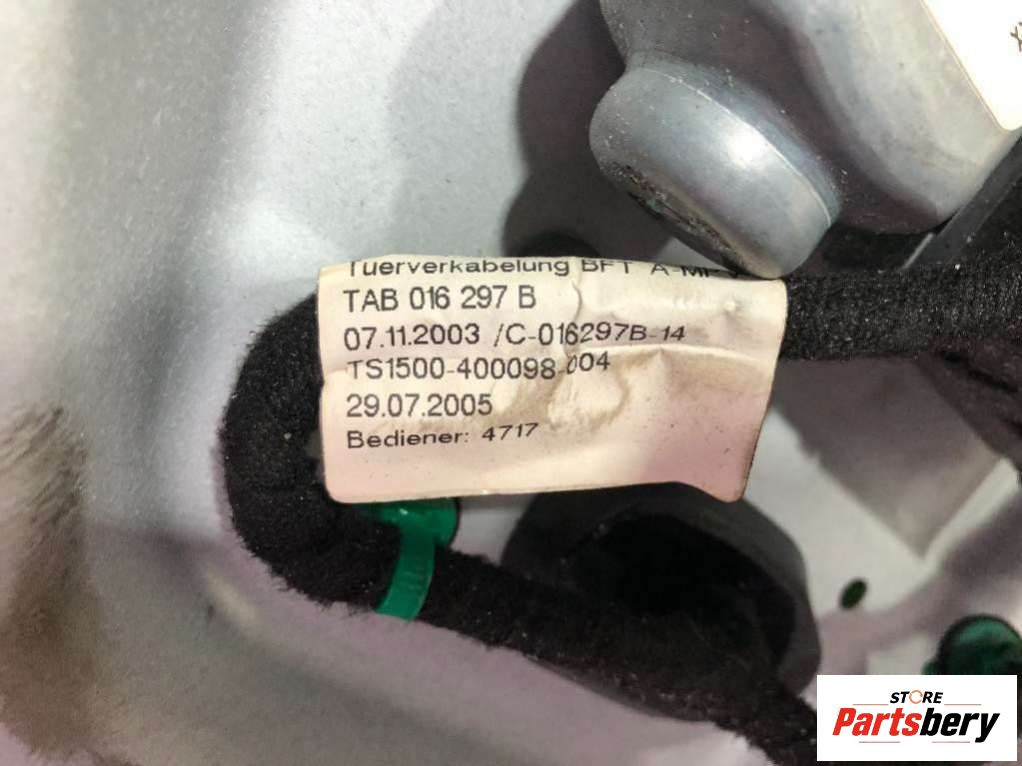 Tuerverkabelung BFT A-MPV
TAB 016 297 B
07.11.2003 /C-016297B-14
TS1500-400098-004
29.07.2005
Bediener: 4717
STORE
Partsbery